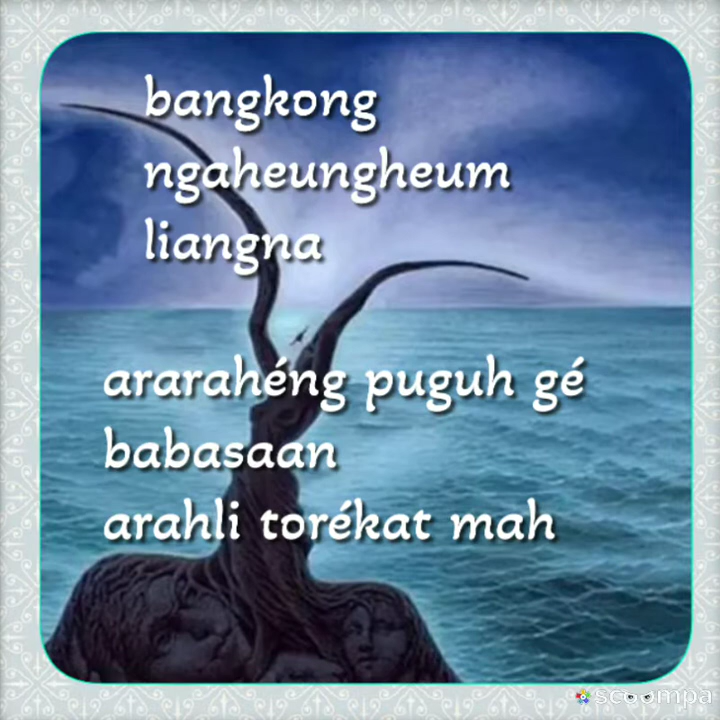 bangkong
ngaheungheum
liangna
ararahéng puguh gé
babasaan
arahli torékat mah
scoompa